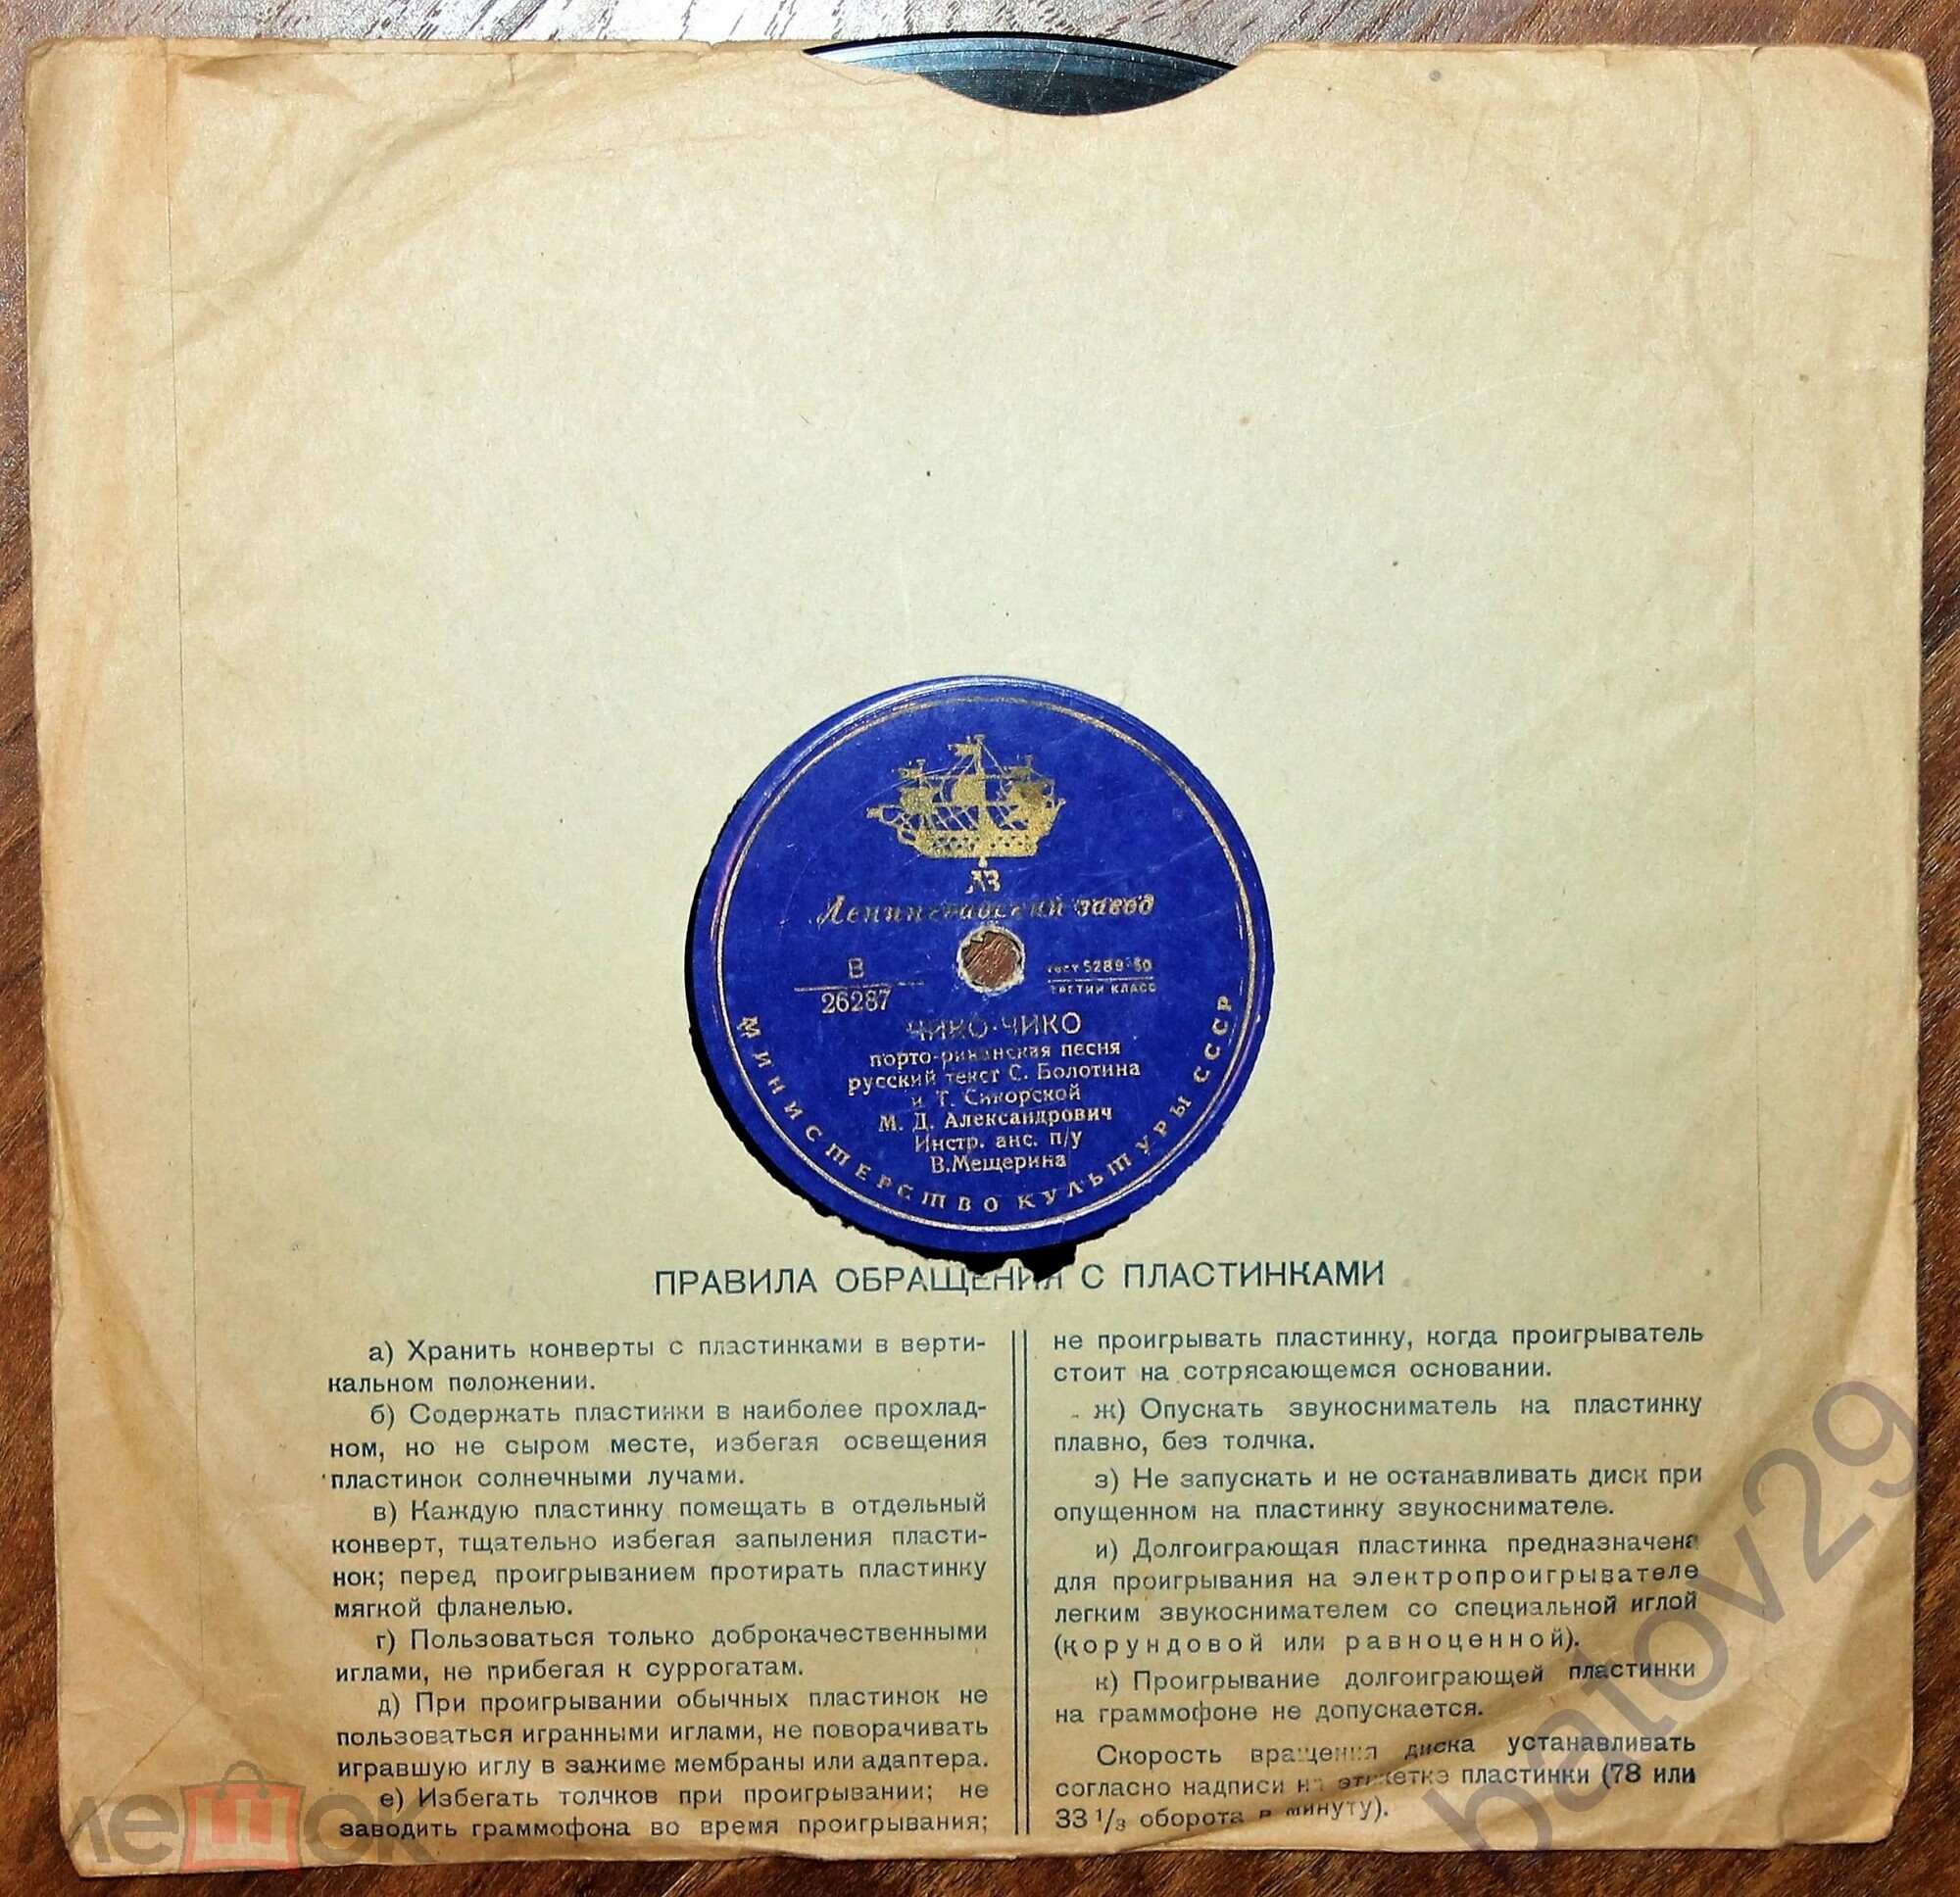 ЛЗ
Ленинградский завод
В
26287
ГОСТ 5289-50
ТРЕТИЙ КЛАСС
ЧИКО-ЧИКО
порто-риканская песня
русский текст С. Болотина
и Т. Сикорской
М. Д. Александрович
Инстр. анс. п/у
В.Мещерина
МИНИСТЕРСТВО КУЛЬТУРЫ СССР
ПРАВИЛА ОБРАЩЕНИЯ С ПЛАСТИНКАМИ
а) Хранить конверты с пластинками в верти-
кальном положении.
б) Содержать пластинки в наиболее прохлад-
ном, но не сыром месте, избегая освещения
пластинок солнечными лучами.
в) Каждую пластинку помещать в отдельный
конверт, тщательно избегая запыления пласти-
нок; перед проигрыванием протирать пластинку
мягкой фланелью.
г) Пользоваться только доброкачественными
иглами, не прибегая к суррогатам.
д) При проигрывании обычных пластинок не
пользоваться игранными иглами, не поворачивать
игравшую иглу в зажиме мембраны или адаптера.
е) Избегать толчков при проигрывании; не
заводить граммофона во время проигрывания;
не проигрывать пластинку, когда проигрыватель
стоит на сотрясающемся основании.
ж) Опускать звукосниматель на пластинку
плавно, без толчка.
з) Не запускать и не останавливать диск при
опущенном на пластинку звукоснимателе.
и) Долгоиграющая пластинка предназначена
для проигрывания на электропроигрывателе
легким звукоснимателем со специальной иглой
(корундовой или равноценной).
к) Проигрывание долгоиграющей пластинки
на граммофоне не допускается.
Скорость вращения диска устанавливать
согласно надписи на этикетке пластинки (78 или
33 1/3 оборота в минуту).
мешок
batov29